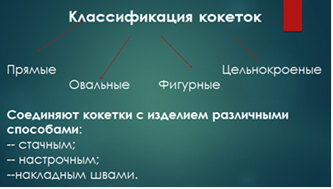 Классификация кокеток
Прямые
Цельнокроеные
Овальные
Фигурные
Соединяют кокетки с изделием различными
способами:
-- стачным;
-- настрочным;
--накладным швами.